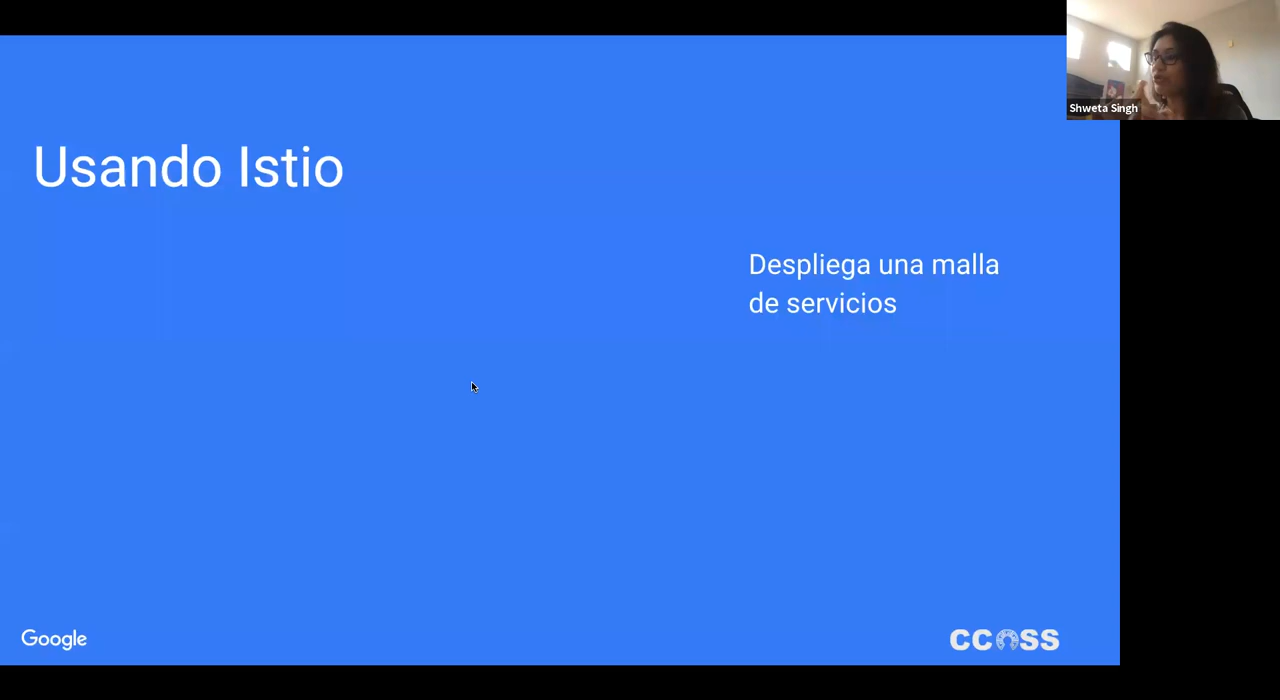 Shweta Singh
Usando Istio
Despliega una malla
de servicios
Google
CCOSS